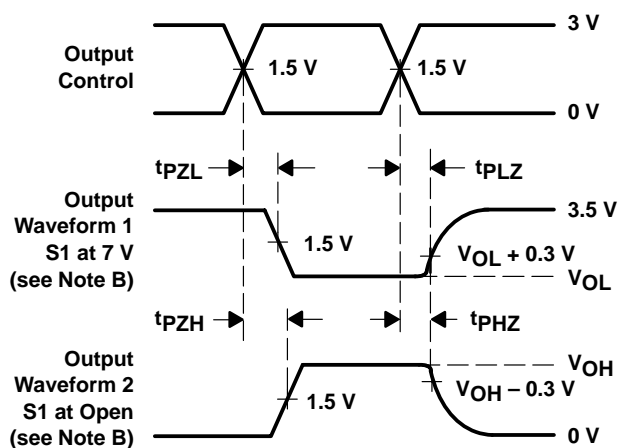 3 V
Output
Control
1.5 V
1.5 V
0 V
tPZL
tPLZ
Output
Waveform 1
S1 at 7 V
(see Note B)
3.5 V
1.5 V
VOL + 0.3 V
VOL
tPZH
tPHZ
Output
Waveform 2
S1 at Open
(see Note B)
VOH
VOH – 0.3 V
1.5 V
0 V